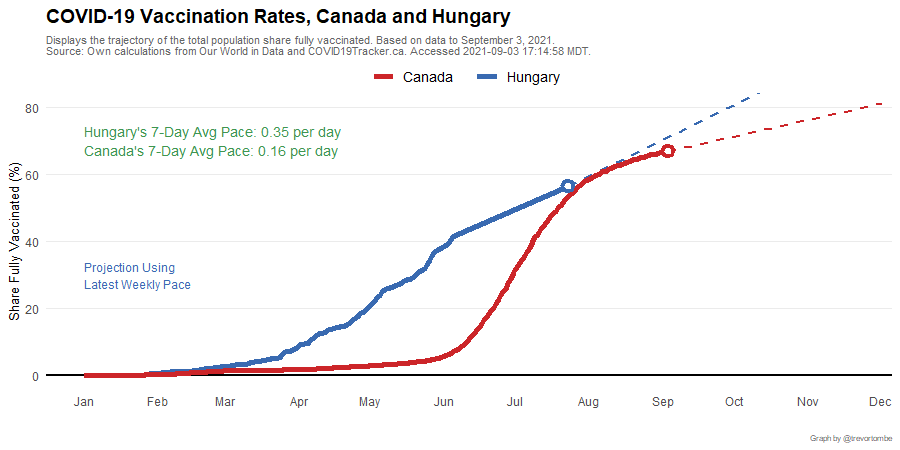 COVID-19 Vaccination Rates, Canada and Hungary
Displays the trajectory of the total population share fully vaccinated. Based on data to September 3, 2021.
Source: Own calculations from Our World in Data and COVID19Tracker.ca. Accessed 2021-09-03 17:14:58 MDT.
Canada Hungary
Hungary's 7-Day Avg Pace: 0.35 per day
Canada's 7-Day Avg Pace: 0.16 per day
Projection Using
Latest Weekly Pace
Share Fully Vaccinated (%)
80
60
40
20
0
Jan Feb Mar Apr May Jun Jul Aug Sep Oct Nov Dec
Graph by @trevortombe